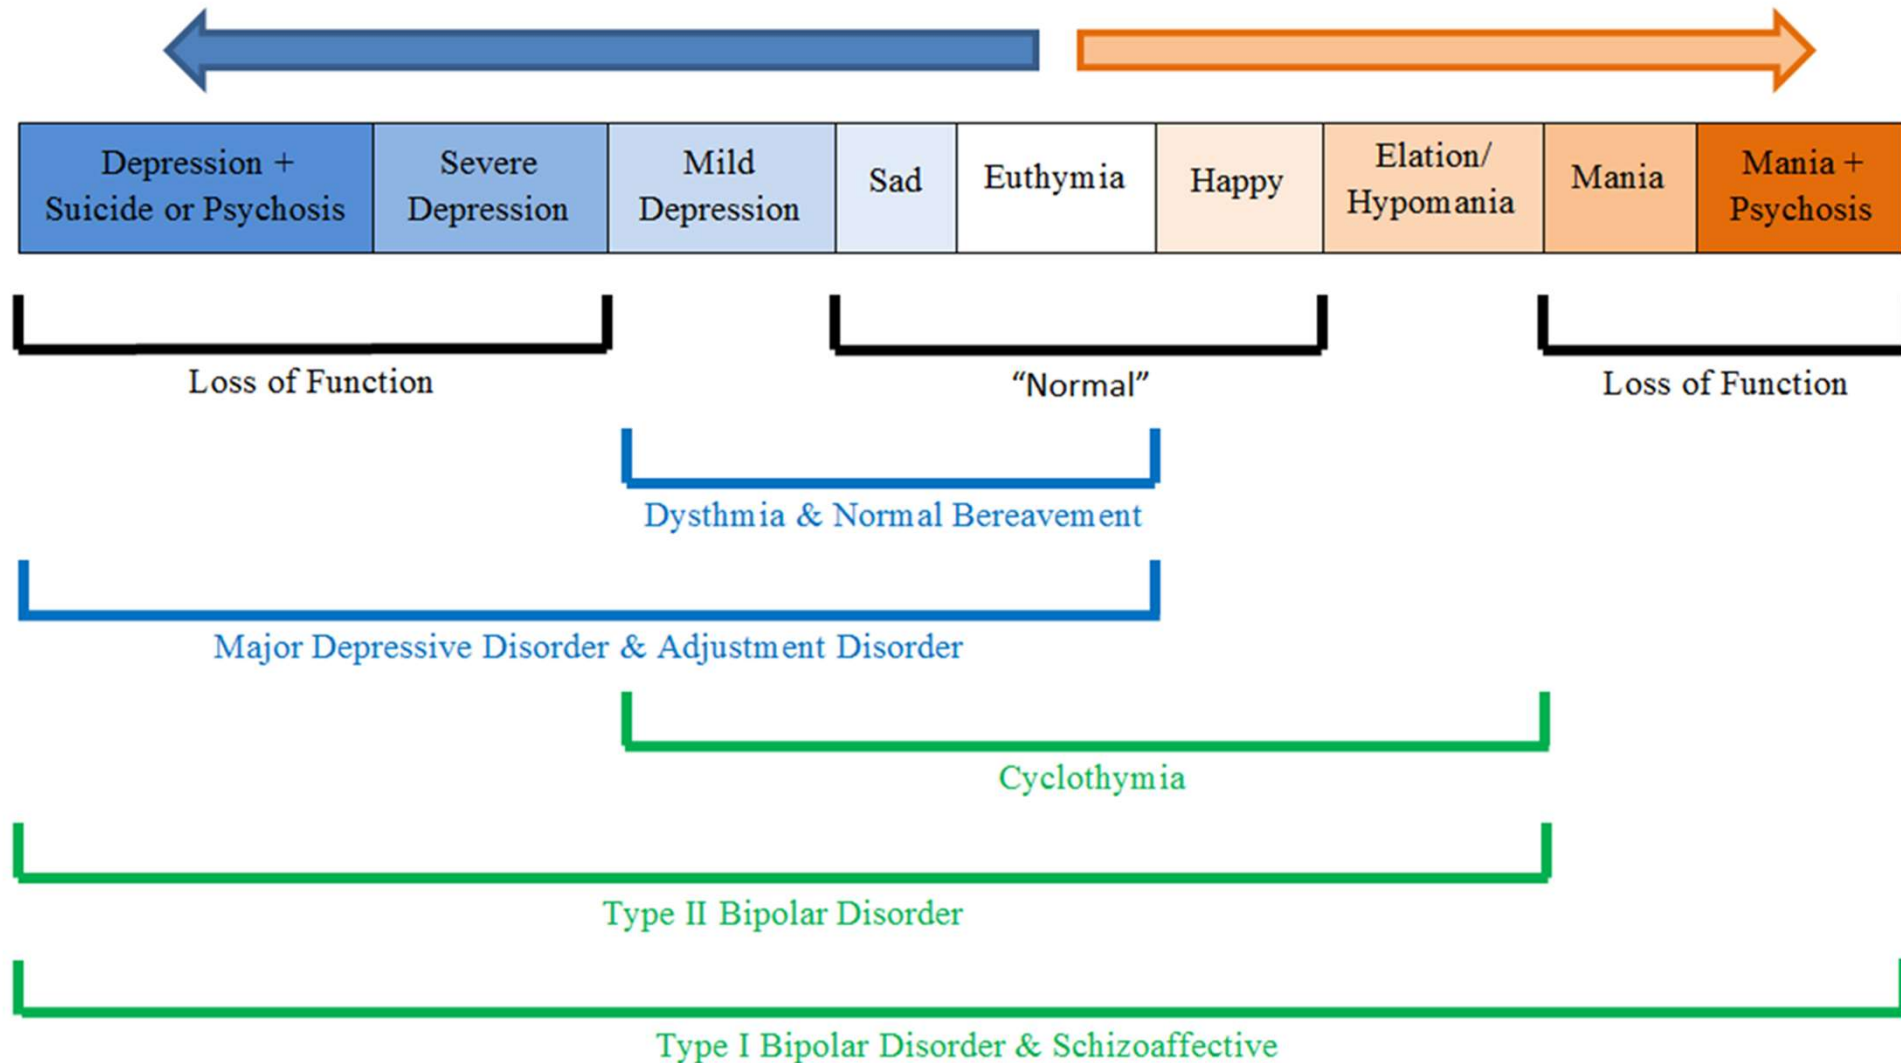 Depression +
Suicide or Psychosis
Severe
Depression
Mild
Depression
Sad
Euthymia
Happy
Elation/
Hypomania
Mania
Mania +
Psychosis
Loss of Function
“Normal”
Loss of Function
Dysthmia & Normal Bereavement
Major Depressive Disorder & Adjustment Disorder
Cyclothymia
Type II Bipolar Disorder
Type I Bipolar Disorder & Schizoaffective